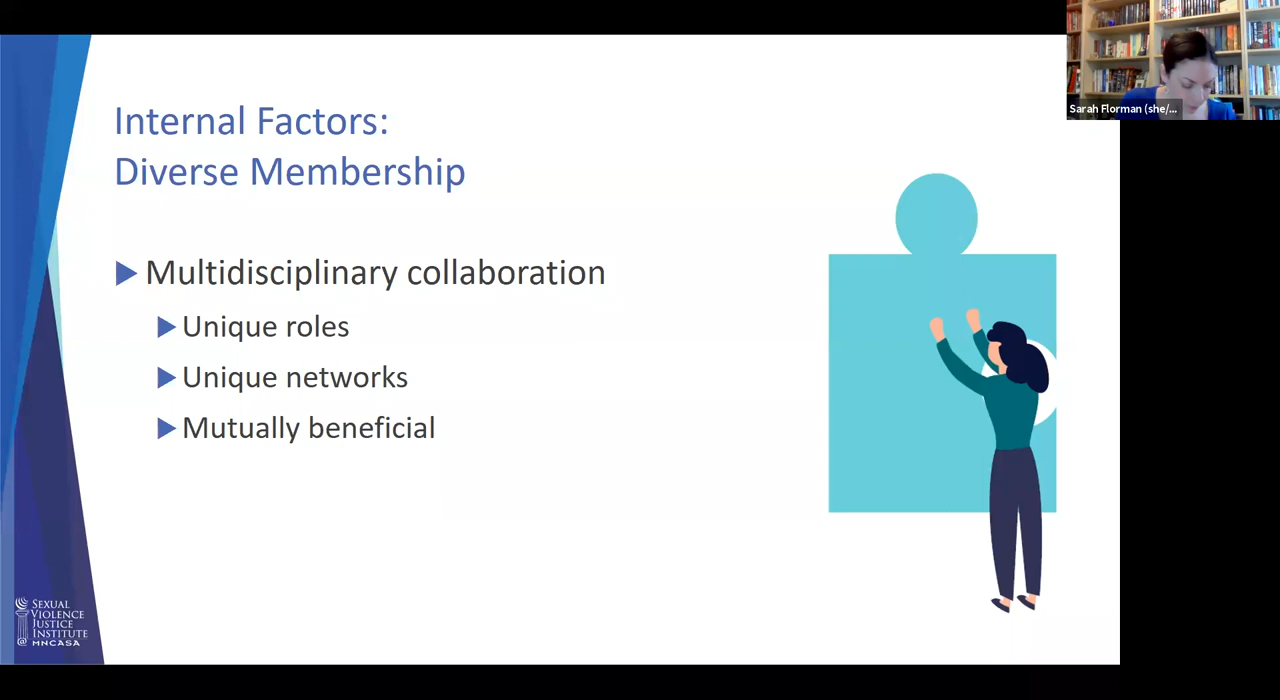 Internal Factors:
Diverse Membership
Multidisciplinary collaboration
Unique roles
Unique networks
Mutually beneficial
Sarah Florman (she/...
SEXUAL
VIOLENCE
JUSTICE
INSTITUTE
@ MNCASA